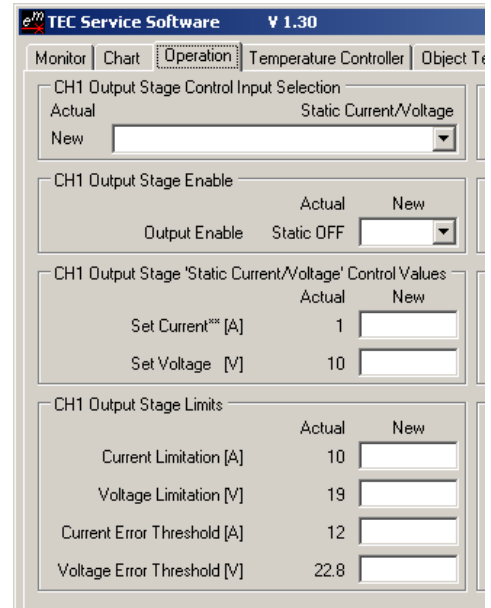 em TEC Service Software V 1.30
Monitor Chart Operation Temperature Controller Object Te
CH1 Output Stage Control Input Selection
Actual Static Current/Voltage
New
CH1 Output Stage Enable
Actual New
Output Enable Static OFF
CH1 Output Stage 'Static Current/Voltage' Control Values
Actual New
Set Current** [A] 1
Set Voltage [V] 10
CH1 Output Stage Limits
Actual New
Current Limitation [A] 10
Voltage Limitation [V] 19
Current Error Threshold [A] 12
Voltage Error Threshold [V] 22.8